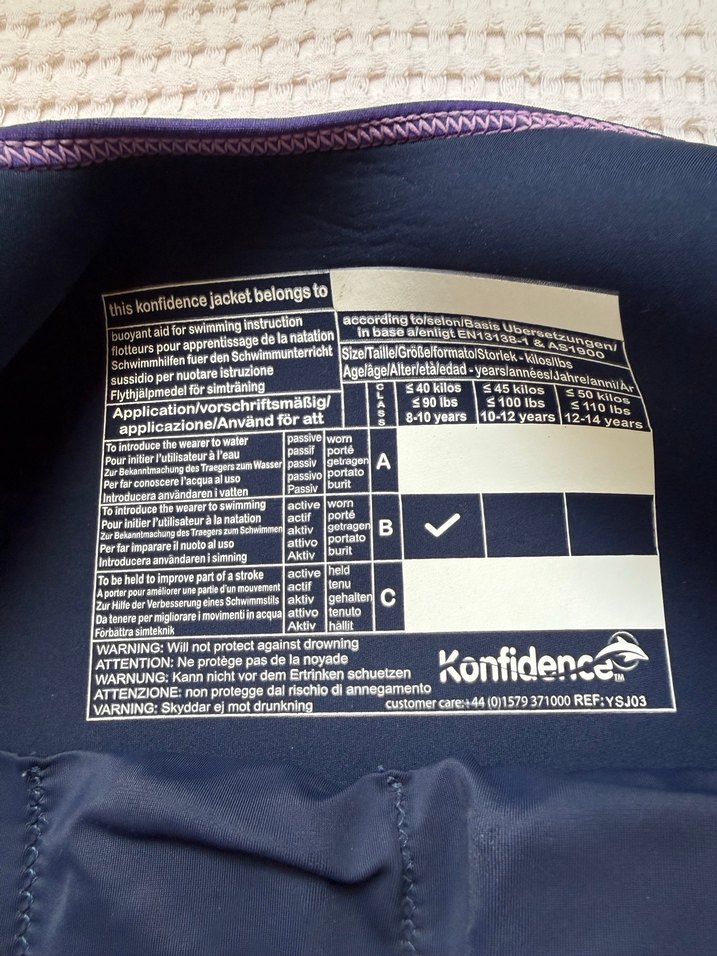 this konfidence jacket belongs to
buoyant aid for swimming instruction
flotteurs pour apprentissage de la natation
Schwimmhilfen fuer den Schwimmunterricht
sussidio per nuotare istruzione
Flythjälpmedel för simträning
according to/selon/Basis Übersetzungen/
in base a/enligt EN13138-1 & AS1900
Size/Taille/Größe/formato/Storlek - kilos/lbs
Age/âge/Alter/età/edad - years/années/Jahre/anni/År
Application/vorschriftsmäßig/
applicazione/Använd för att
CLASS
≤ 40 kilos
≤ 90 lbs
8-10 years
≤ 45 kilos
≤ 100 lbs
10-12 years
≤ 50 kilos
≤ 110 lbs
12-14 years
To introduce the wearer to water
Pour initier l'utilisateur à l'eau
Zur Bekanntmachung des Traegers zum Wasser
Per far conoscere l'acqua al uso
Introducera användaren i vatten
passive
passif
passiv
passivo
Passiv
worn
porté
getragen
portato
burit
A
To introduce the wearer to swimming
Pour initier l'utilisateur à la natation
Zur Bekanntmachung des Traegers zum Schwimmen
Per far imparare il nuoto al uso
Introducera användaren i simning
active
actif
aktiv
attivo
Aktiv
worn
porté
getragen
portato
burit
B
✓
To be held to improve part of a stroke
A porter pour améliorer une partie d'un mouvement
Zur Hilfe der Verbesserung eines Schwimmstils
Da tenere per migliorare i movimenti in acqua
Förbättra simteknik
active
actif
aktiv
attivo
Aktiv
held
tenu
gehalten
tenuto
hållit
C
WARNING: Will not protect against drowning
ATTENTION: Ne protège pas de la noyade
WARNUNG: Kann nicht vor dem Ertrinken schuetzen
ATTENZIONE: non protegge dal rischio di annegamento
VARNING: Skyddar ej mot drunkning
Konfidence™
customer care:+44 (0)1579 371000 REF:YSJ03